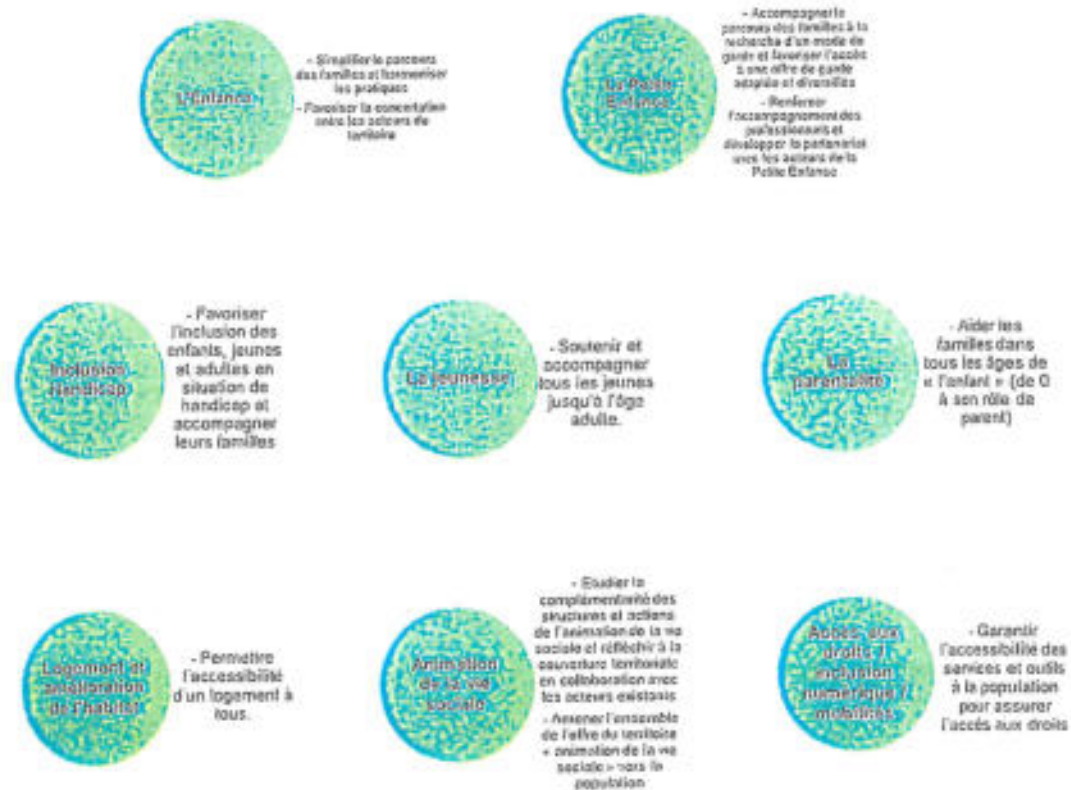 L'Enfance
- Simplifier le parcours
des familles et harmoniser
les pratiques
- Favoriser la concertation
entre les acteurs du
territoire
La Petite
Enfance
- Accompagner le
parcours des familles à la
recherche d'un mode de
garde et favoriser l'accès
à une offre de garde
adaptée et diversifiée
- Renforcer
l'accompagnement des
professionnels et
développer le partenariat
avec les acteurs de la
Petite Enfance
Inclusion
Handicap
- Favoriser
l'inclusion des
enfants, jeunes
et adultes en
situation de
handicap et
accompagner
leurs familles
La jeunesse
- Soutenir et
accompagner
tous les jeunes
jusqu'à l'âge
adulte.
La
parentalité
- Aider les
familles dans
tous les âges de
« l'enfant » (de 0
à son rôle de
parent)
Logement et
amélioration
de l'habitat
- Permettre
l'accessibilité
d'un logement à
tous.
Animation
de la vie
sociale
- Etudier la
complémentarité des
structures et actions
de l'animation de la vie
sociale et réfléchir à la
couverture territoriale
en collaboration avec
les acteurs existants
- Amener l'ensemble
de l'offre du territoire
« animation de la vie
sociale » vers la
population
Accès aux
droits /
inclusion
numérique /
mobilités
- Garantir
l'accessibilité des
services et outils
à la population
pour assurer
l'accès aux droits